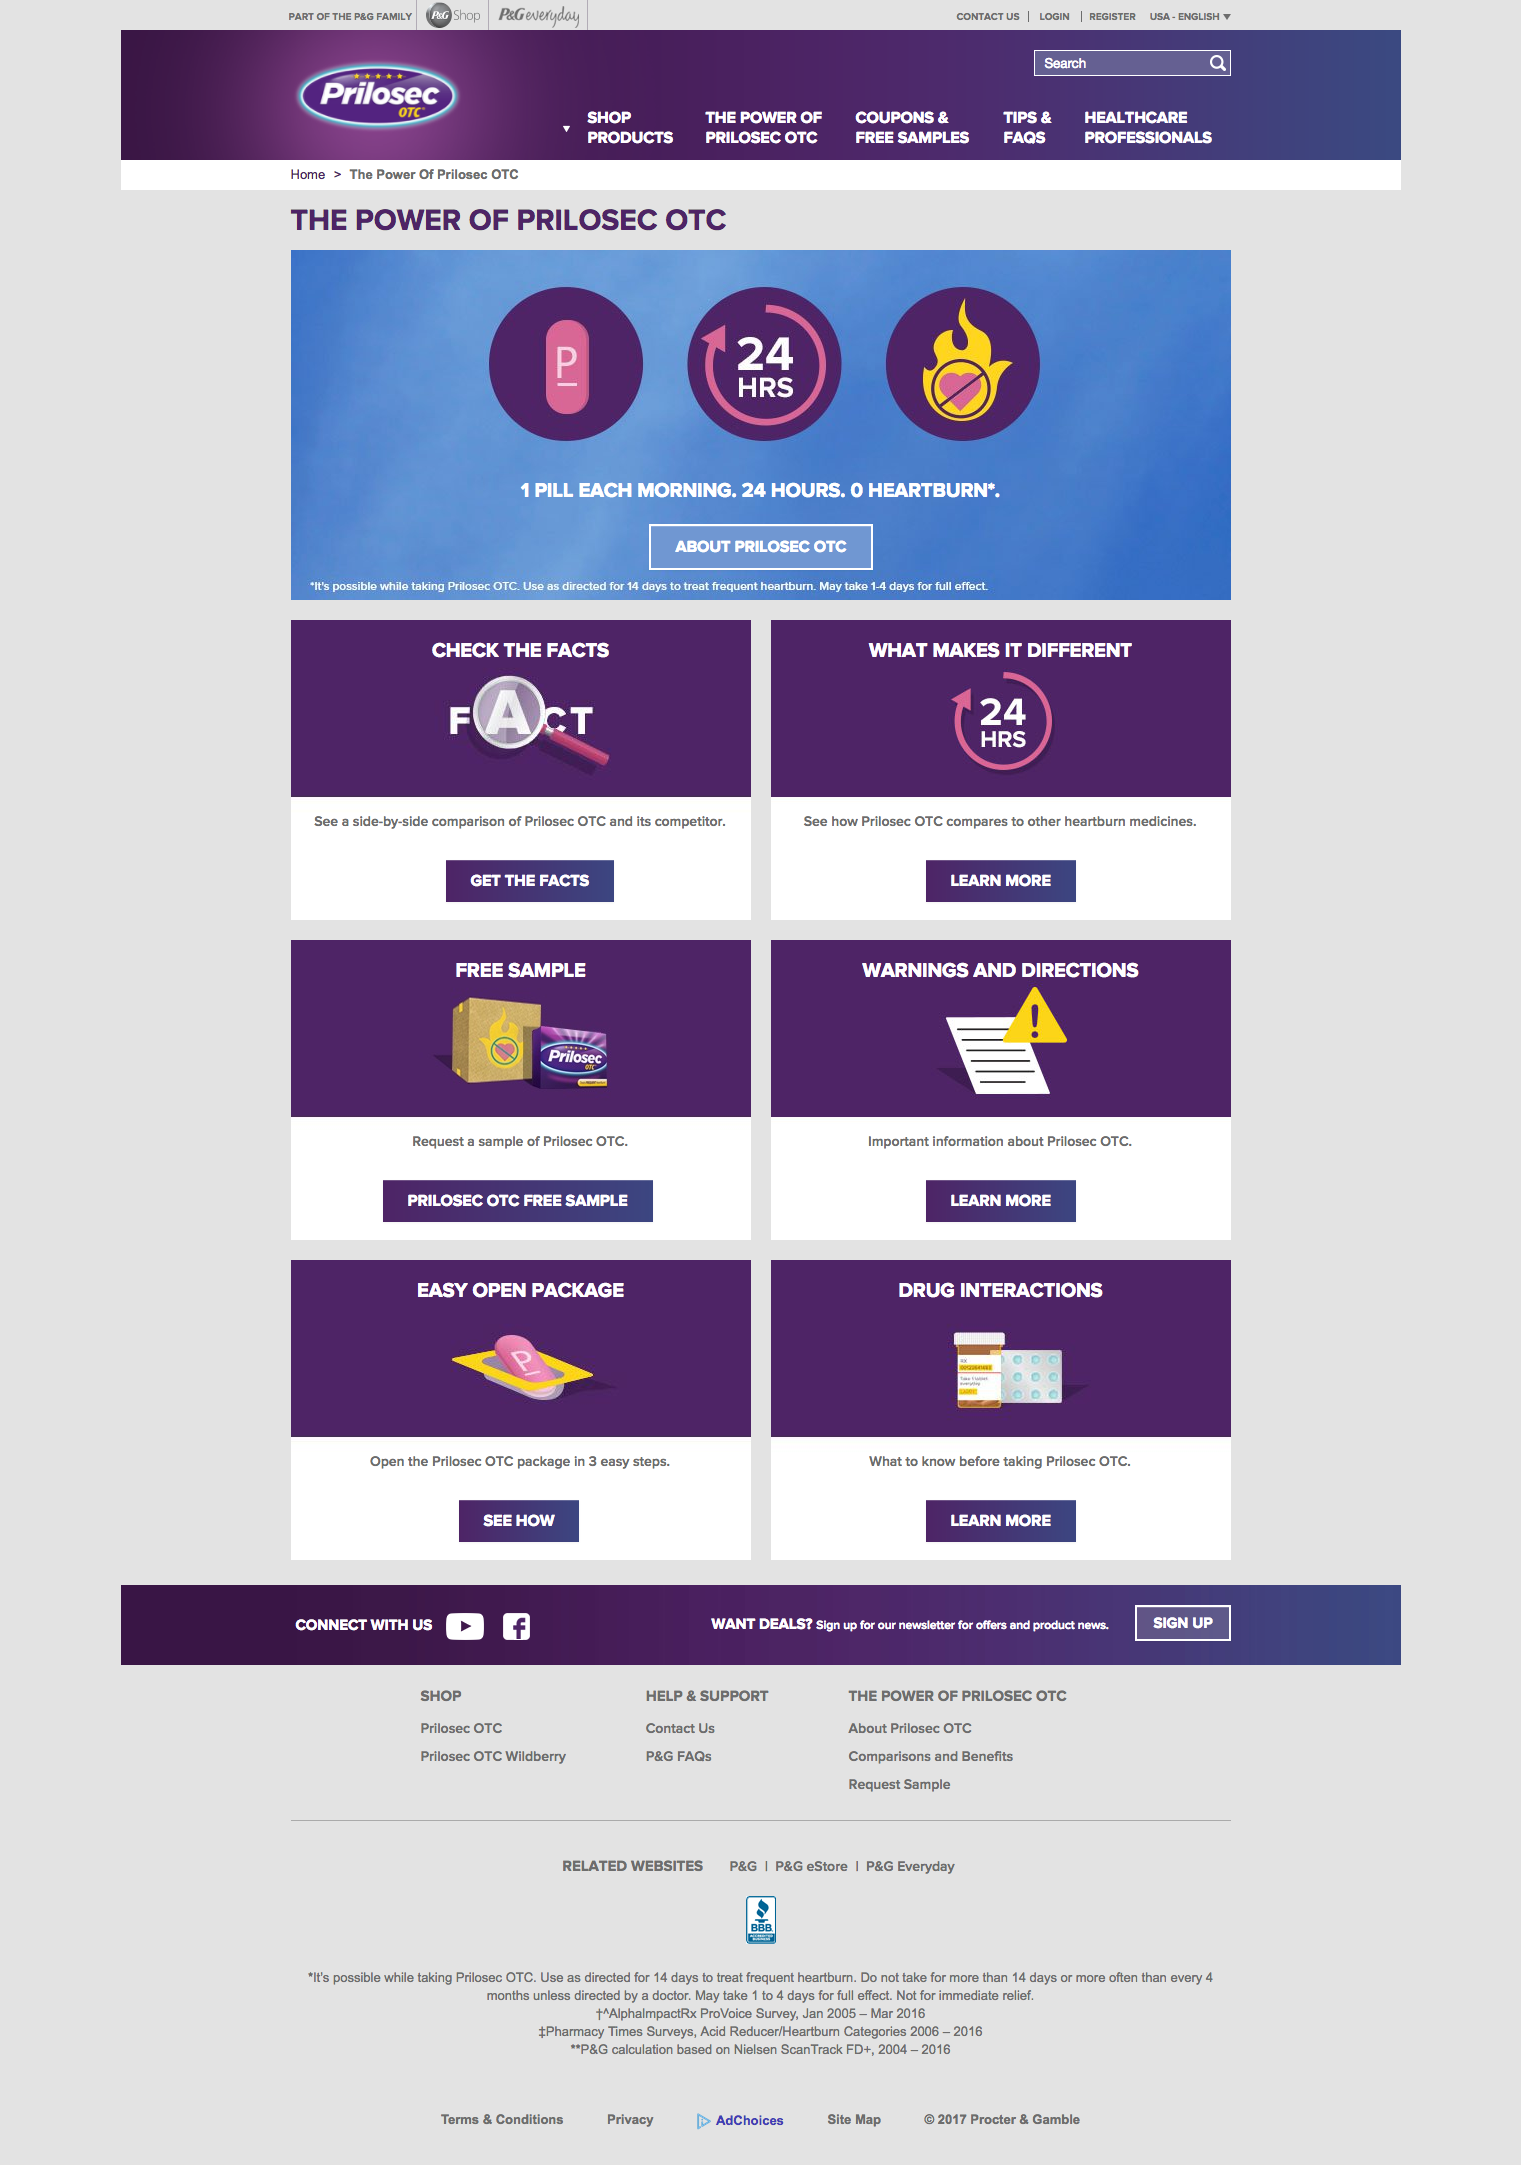 PART OF THE P&G FAMILY
P&G Shop
P&G everyday
CONTACT US | LOGIN | REGISTER USA - ENGLISH
Prilosec
OTC
Search
SHOP
PRODUCTS
THE POWER OF
PRILOSEC OTC
COUPONS &
FREE SAMPLES
TIPS &
FAQS
HEALTHCARE
PROFESSIONALS
Home > The Power Of Prilosec OTC
THE POWER OF PRILOSEC OTC
P
24
HRS
1 PILL EACH MORNING. 24 HOURS. 0 HEARTBURN*.
ABOUT PRILOSEC OTC
*It's possible while taking Prilosec OTC. Use as directed for 14 days to treat frequent heartburn. May take 1-4 days for full effect.
CHECK THE FACTS
FACT
See a side-by-side comparison of Prilosec OTC and its competitor.
GET THE FACTS
WHAT MAKES IT DIFFERENT
24
HRS
See how Prilosec OTC compares to other heartburn medicines.
LEARN MORE
FREE SAMPLE
Prilosec
OTC
Request a sample of Prilosec OTC.
PRILOSEC OTC FREE SAMPLE
WARNINGS AND DIRECTIONS
!
Important information about Prilosec OTC.
LEARN MORE
EASY OPEN PACKAGE
P
Open the Prilosec OTC package in 3 easy steps.
SEE HOW
DRUG INTERACTIONS
RX
Take 1 tablet
everyday
What to know before taking Prilosec OTC.
LEARN MORE
CONNECT WITH US
WANT DEALS? Sign up for our newsletter for offers and product news.
SIGN UP
SHOP
Prilosec OTC
Prilosec OTC Wildberry
HELP & SUPPORT
Contact Us
P&G FAQs
THE POWER OF PRILOSEC OTC
About Prilosec OTC
Comparisons and Benefits
Request Sample
RELATED WEBSITES P&G | P&G eStore | P&G Everyday
BBB
ACCREDITED
BUSINESS
*It's possible while taking Prilosec OTC. Use as directed for 14 days to treat frequent heartburn. Do not take for more than 14 days or more often than every 4
months unless directed by a doctor. May take 1 to 4 days for full effect. Not for immediate relief.
†^AlphaImpactRx ProVoice Survey, Jan 2005 – Mar 2016
‡Pharmacy Times Surveys, Acid Reducer/Heartburn Categories 2006 – 2016
**P&G calculation based on Nielsen ScanTrack FD+, 2004 – 2016
Terms & Conditions
Privacy
AdChoices
Site Map
© 2017 Procter & Gamble